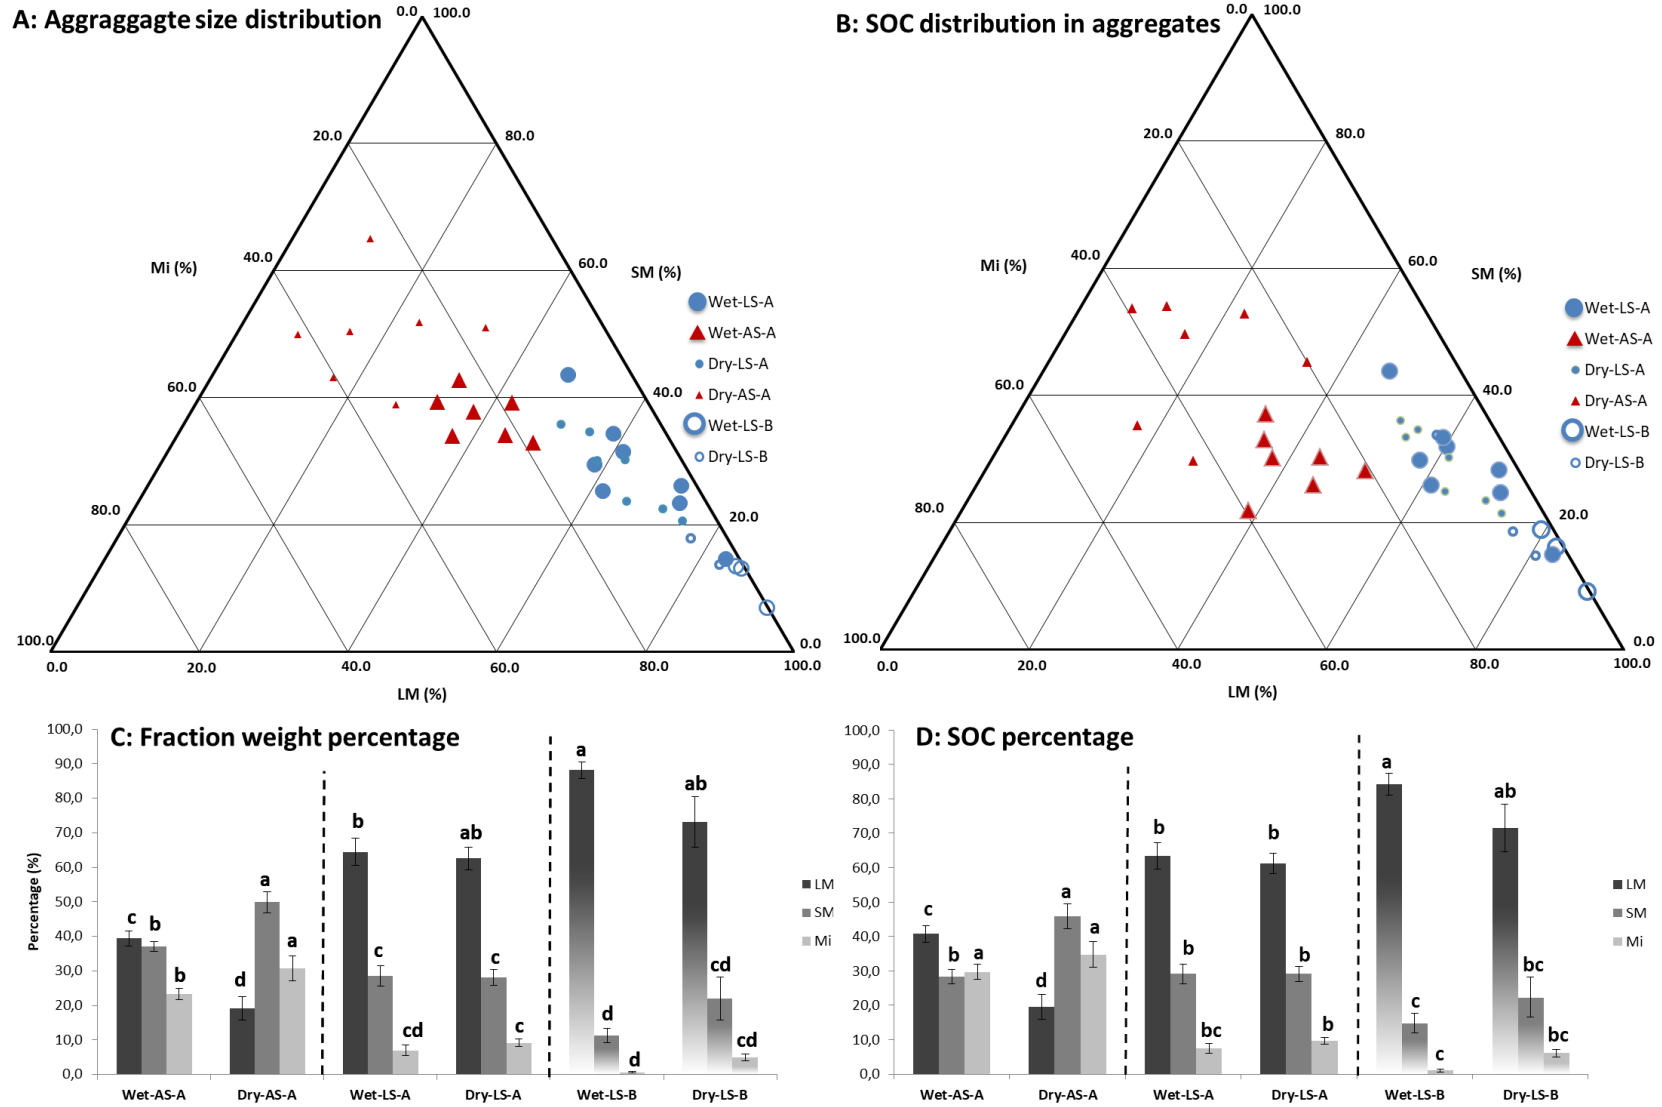 A: Aggraggagte size distribution
0.0 100.0
20.0 80.0
Mi (%)
40.0 60.0
SM (%)
60.0 40.0
80.0 20.0
100.0 0.0
0.0 20.0 40.0 60.0 80.0 100.0
LM (%)
Wet-LS-A
Wet-AS-A
Dry-LS-A
Dry-AS-A
Wet-LS-B
Dry-LS-B
B: SOC distribution in aggregates
0.0 100.0
20.0 80.0
Mi (%)
40.0 60.0
SM (%)
60.0 40.0
80.0 20.0
100.0 0.0
0.0 20.0 40.0 60.0 80.0 100.0
LM (%)
Wet-LS-A
Wet-AS-A
Dry-LS-A
Dry-AS-A
Wet-LS-B
Dry-LS-B
C: Fraction weight percentage
Percentage (%)
100,0
90,0
80,0
70,0
60,0
50,0
40,0
30,0
20,0
10,0
0,0
c b b
d a a
b c cd
ab c c
a d d
ab cd cd
Wet-AS-A Dry-AS-A Wet-LS-A Dry-LS-A Wet-LS-B Dry-LS-B
LM
SM
Mi
D: SOC percentage
100,0
90,0
80,0
70,0
60,0
50,0
40,0
30,0
20,0
10,0
0,0
c b a
d a a
b b bc
b b b
a c c
ab bc bc
Wet-AS-A Dry-AS-A Wet-LS-A Dry-LS-A Wet-LS-B Dry-LS-B
LM
SM
Mi